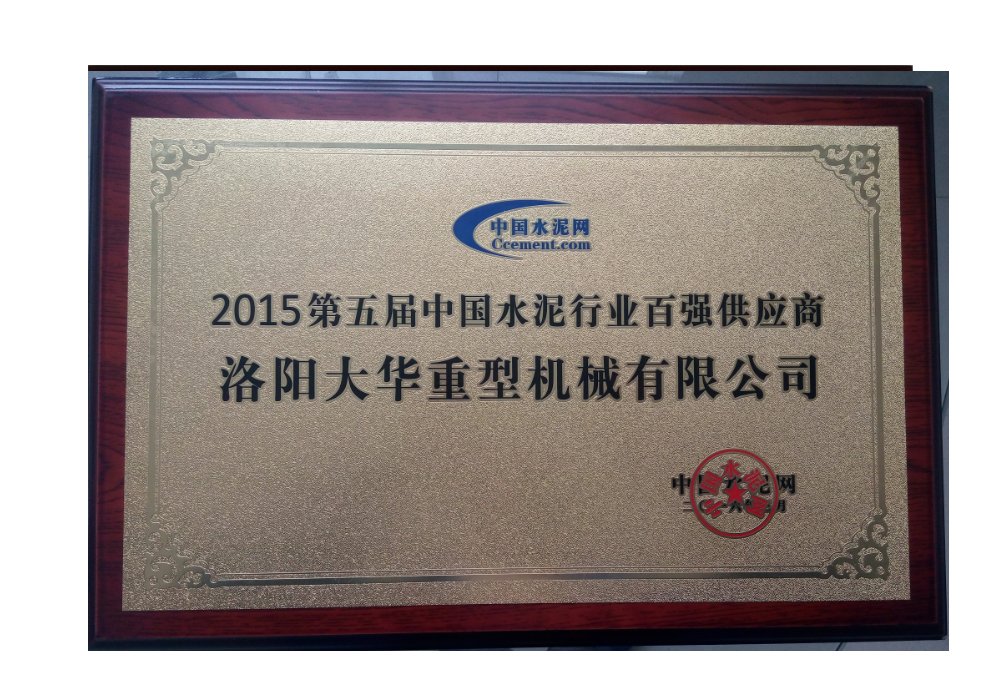 中国水泥网
Ccement.com
2015第五届中国水泥行业百强供应商
洛阳大华重型机械有限公司
中国水泥网